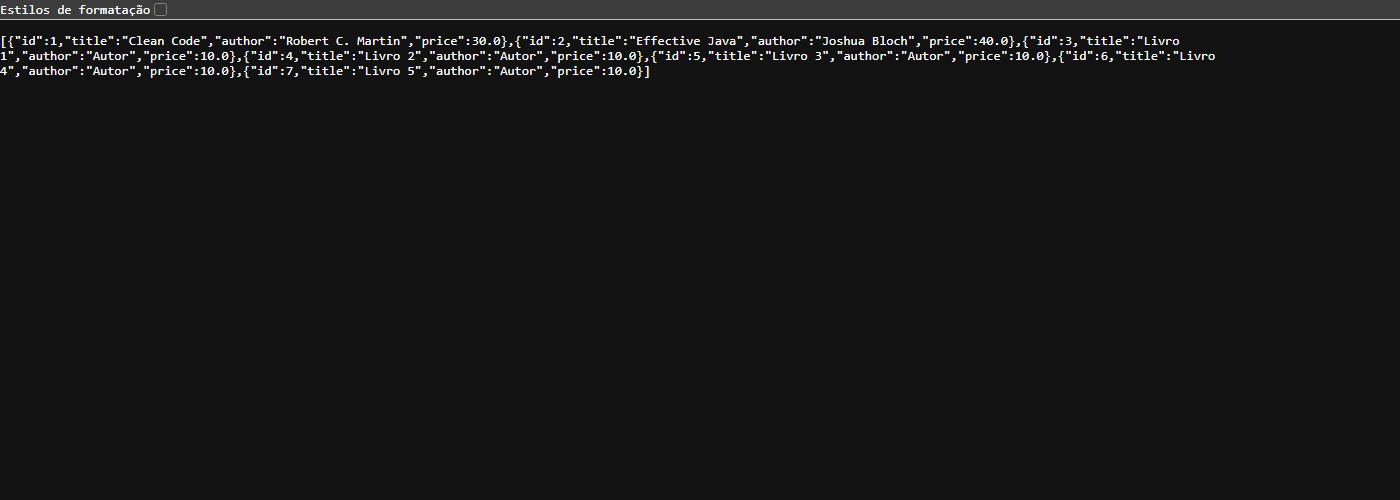 Estilos de formatação
[{"id":1,"title":"Clean Code","author":"Robert C. Martin","price":30.0},{"id":2,"title":"Effective Java","author":"Joshua Bloch","price":40.0},{"id":3,"title":"Livro
1","author":"Autor","price":10.0},{"id":4,"title":"Livro 2","author":"Autor","price":10.0},{"id":5,"title":"Livro 3","author":"Autor","price":10.0},{"id":6,"title":"Livro
4","author":"Autor","price":10.0},{"id":7,"title":"Livro 5","author":"Autor","price":10.0}]